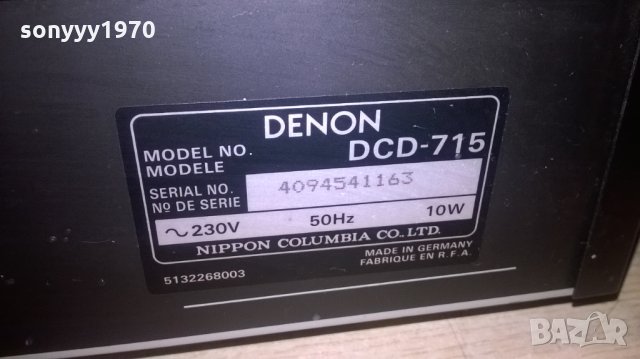 sonyyy1970
DENON
MODEL NO. DCD-715
MODELE
SERIAL NO. 4094541163
Nº DE SERIE
~230V 50Hz 10W
NIPPON COLUMBIA CO., LTD.
MADE IN GERMANY
FABRIQUE EN R.F.A.
5132268003
BAZAR